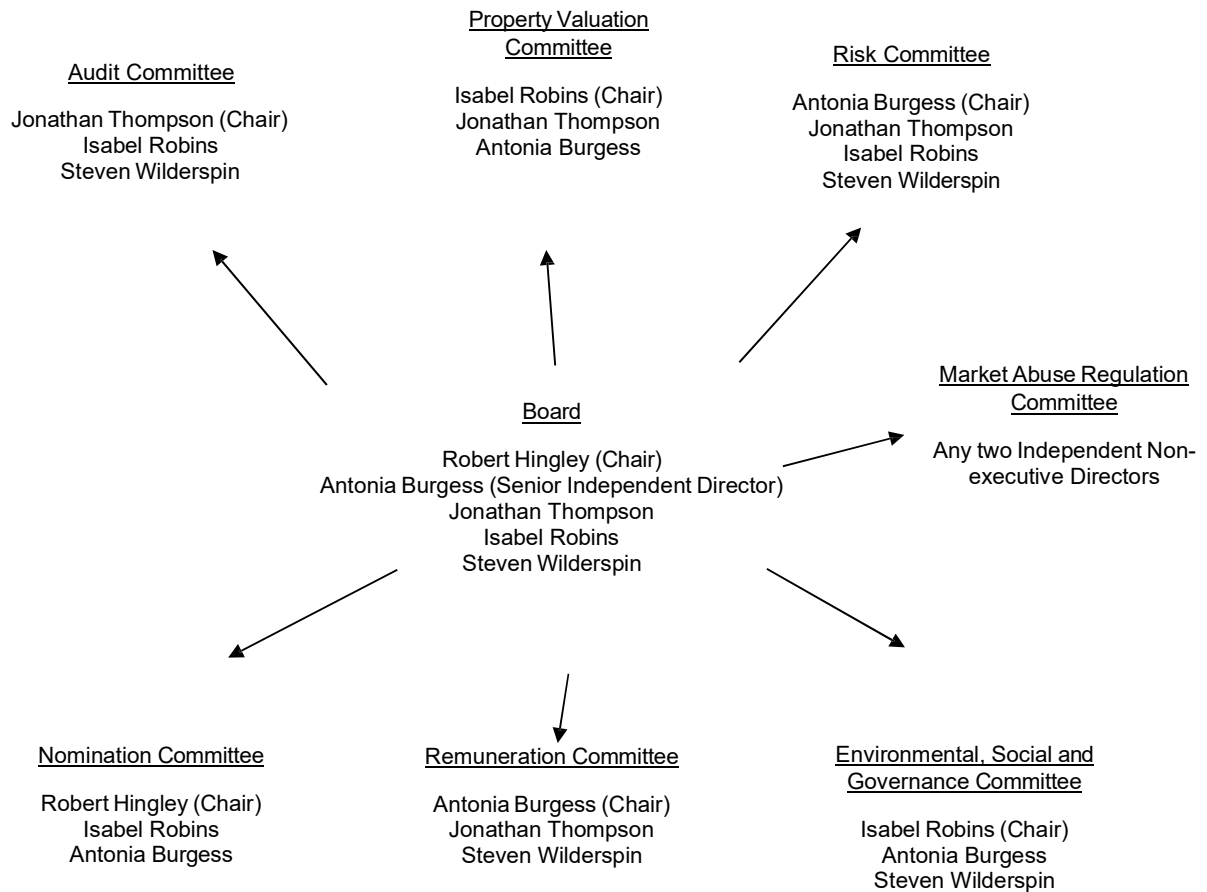 Property Valuation
Committee
Isabel Robins (Chair)
Jonathan Thompson
Antonia Burgess
Audit Committee
Jonathan Thompson (Chair)
Isabel Robins
Steven Wilderspin
Risk Committee
Antonia Burgess (Chair)
Jonathan Thompson
Isabel Robins
Steven Wilderspin
Board
Robert Hingley (Chair)
Antonia Burgess (Senior Independent Director)
Jonathan Thompson
Isabel Robins
Steven Wilderspin
Market Abuse Regulation
Committee
Any two Independent Non-
executive Directors
Nomination Committee
Robert Hingley (Chair)
Isabel Robins
Antonia Burgess
Remuneration Committee
Antonia Burgess (Chair)
Jonathan Thompson
Steven Wilderspin
Environmental, Social and
Governance Committee
Isabel Robins (Chair)
Antonia Burgess
Steven Wilderspin